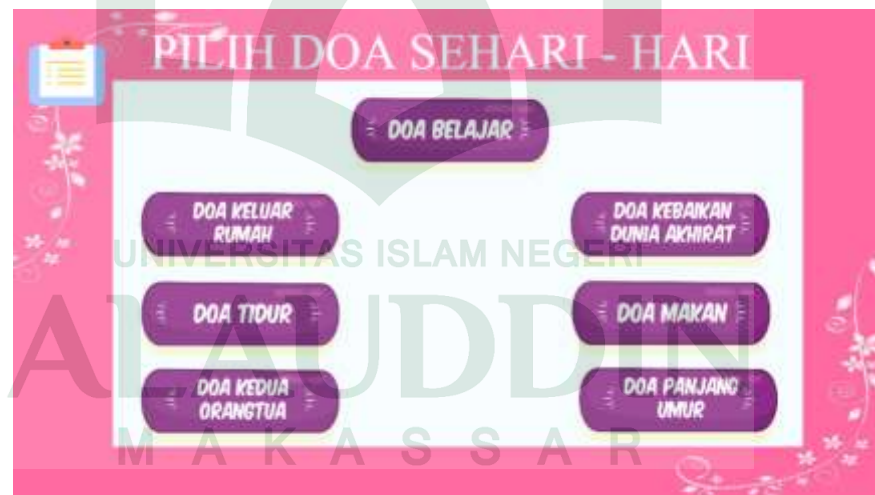 PILIH DOA SEHARI - HARI
DOA BELAJAR
DOA KELUAR
RUMAH
DOA KEBAIKAN
DUNIA AKHIRAT
UNIVERSITAS ISLAM NEGERI
DOA TIDUR
DOA MAKAN
ALAUDDIN
DOA KEDUA
ORANGTUA
DOA PANJANG
UMUR
MAKASSAR